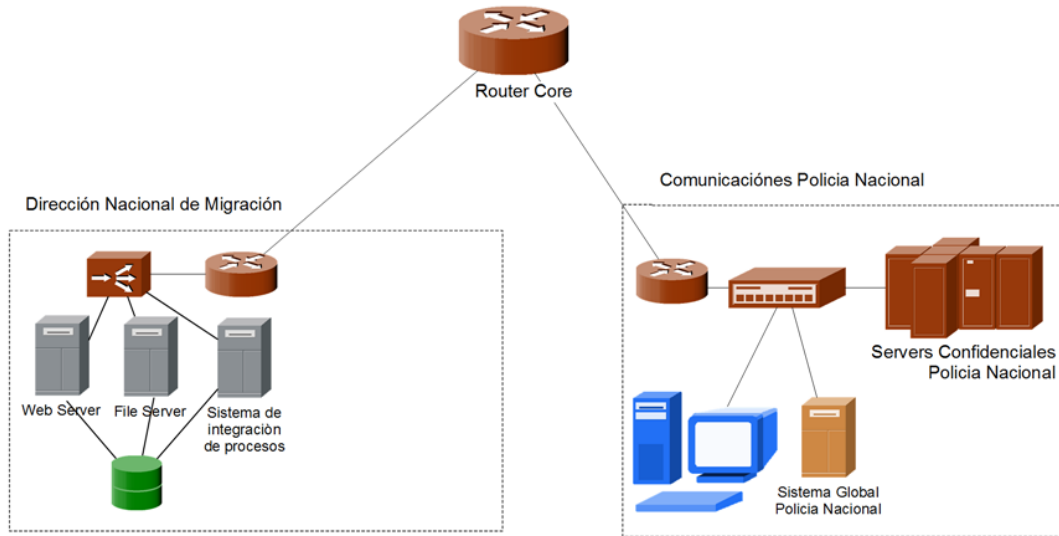 Router Core
Dirección Nacional de Migración
Comunicaciónes Policia Nacional
Web Server
File Server
Sistema de
integraciòn
de procesos
Servers Confidenciales
Policia Nacional
Sistema Global
Policia Nacional